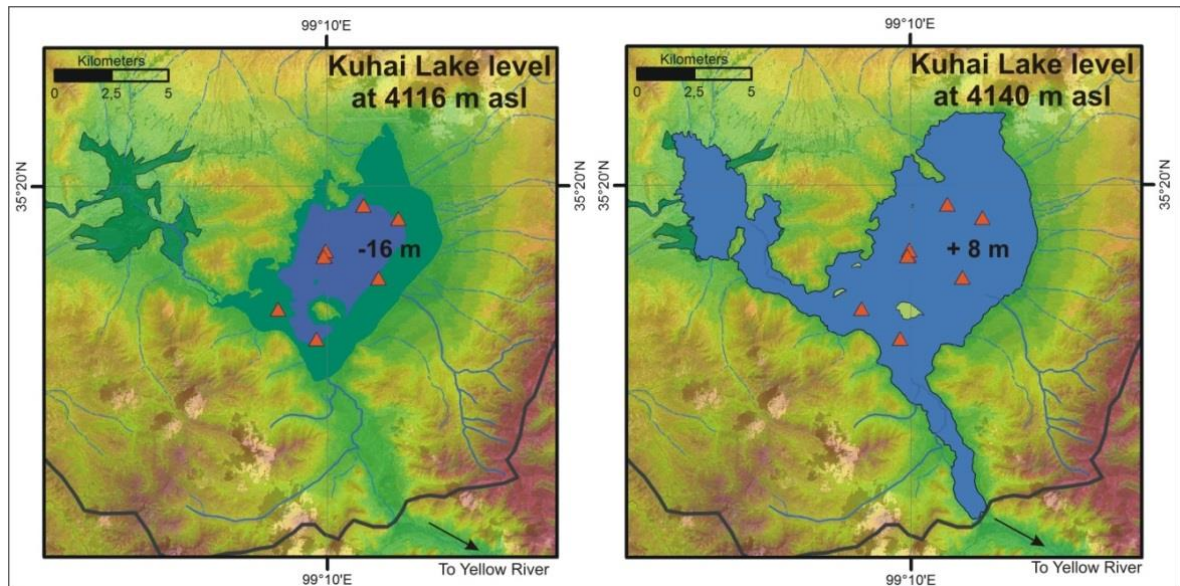 99°10'E
Kilometers
0 2,5 5
Kuhai Lake level
at 4116 m asl
35°20'N
35°20'N
-16 m
To Yellow River
99°10'E
99°10'E
Kilometers
0 2,5 5
Kuhai Lake level
at 4140 m asl
35°20'N
35°20'N
+ 8 m
To Yellow River
99°10'E